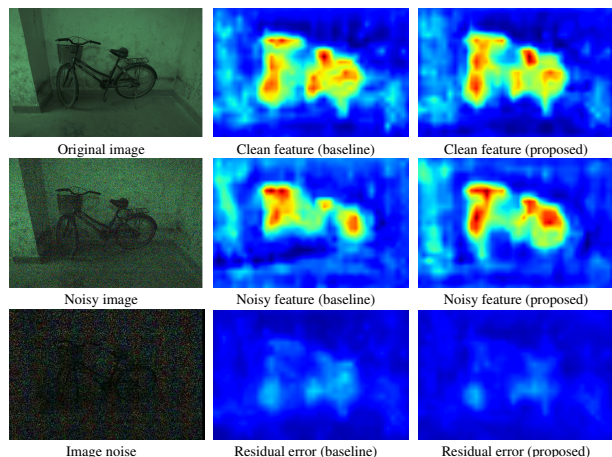 Original image
Clean feature (baseline)
Clean feature (proposed)
Noisy image
Noisy feature (baseline)
Noisy feature (proposed)
Image noise
Residual error (baseline)
Residual error (proposed)